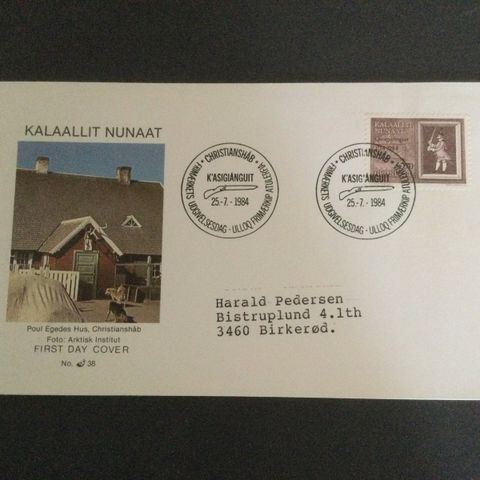 KALAALLIT NUNAAT
Poul Egedes Hus, Christianshåb
Foto: Arktisk Institut
FIRST DAY COVER
No. 38
CHRISTIANSHÅB
K'ASIGIÁNGUIT
25.-7.-1984
FRIMÆRKETS UDGIVELSESDAG · ULLOQ FRIMÆRKIP ATULERFIA
CHRISTIANSHÅB
K'ASIGIÁNGUIT
25.-7.-1984
FRIMÆRKETS UDGIVELSESDAG · ULLOQ FRIMÆRKIP
KALAALLIT
NUNAAT
Harald Pedersen
Bistruplund 4.lth
3460 Birkerød.